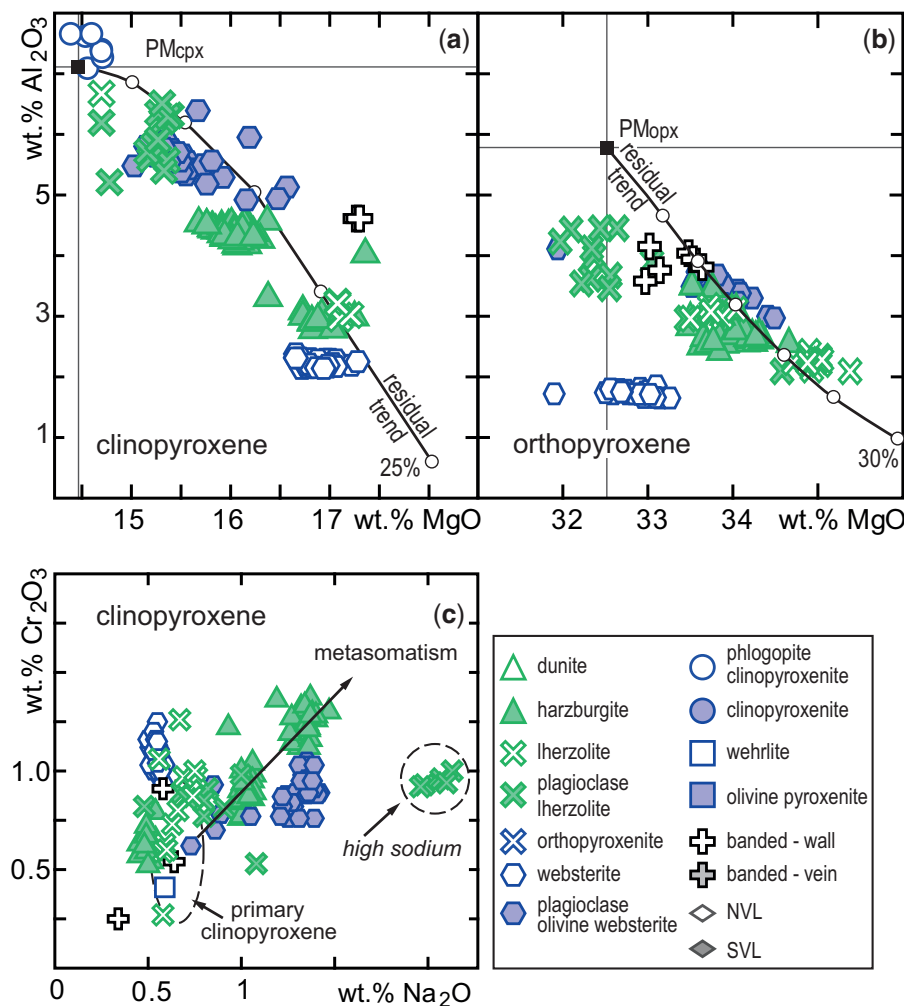 (a)
PMcpx
wt.% Al2O3
5
3
1
residual
trend
clinopyroxene
25%
15
16
17
wt.% MgO
(b)
PMopx
residual
trend
orthopyroxene
30%
32
33
34
wt.% MgO
(c)
clinopyroxene
wt.% Cr2O3
metasomatism
1.0
0.5
high sodium
primary
clinopyroxene
0
0.5
1
wt.% Na2O
dunite
harzburgite
lherzolite
plagioclase
lherzolite
orthopyroxenite
websterite
plagioclase
olivine websterite
phlogopite
clinopyroxenite
clinopyroxenite
wehrlite
olivine pyroxenite
banded - wall
banded - vein
NVL
SVL